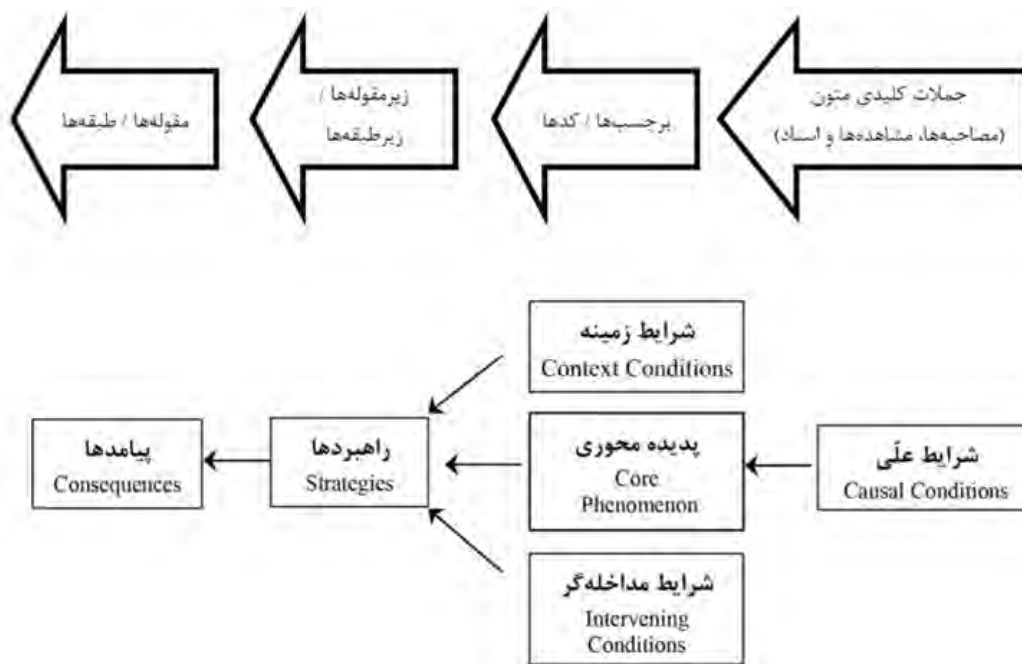 جملات کلیدی متون
(مصاحبه‌ها، مشاهده‌ها و اسناد)
برچسب‌ها / کدها
زیرمقوله‌ها /
زیرطبقه‌ها
مقوله‌ها / طبقه‌ها
شرایط زمینه
Context Conditions
شرایط علّی
Causal Conditions
پدیده محوری
Core
Phenomenon
راهبردها
Strategies
پیامدها
Consequences
شرایط مداخله‌گر
Intervening
Conditions